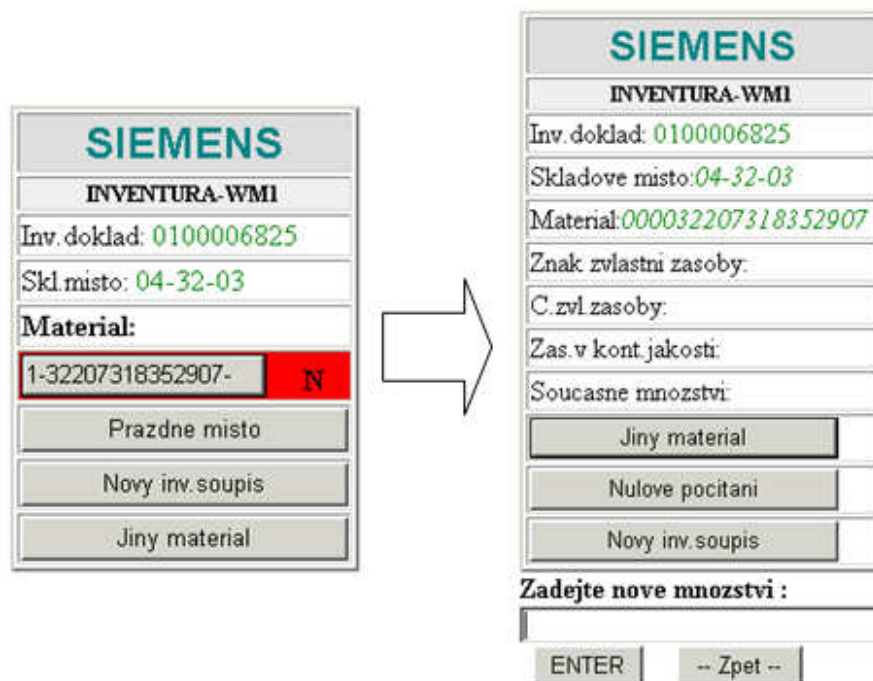 SIEMENS
INVENTURA-WM1
Inv.doklad: 0100006825
Skl.misto: 04-32-03
Material:
1-32207318352907- N
Prazdne misto
Novy inv.soupis
Jiny material
SIEMENS
INVENTURA-WM1
Inv.doklad: 0100006825
Skladove misto:04-32-03
Material:000032207318352907
Znak zvlastni zasoby:
C.zvl.zasoby:
Zas.v kont.jakosti:
Soucasne mnozstvi:
Jiny material
Nulove pocitani
Novy inv.soupis
Zadejte nove mnozstvi :
ENTER -- Zpet --